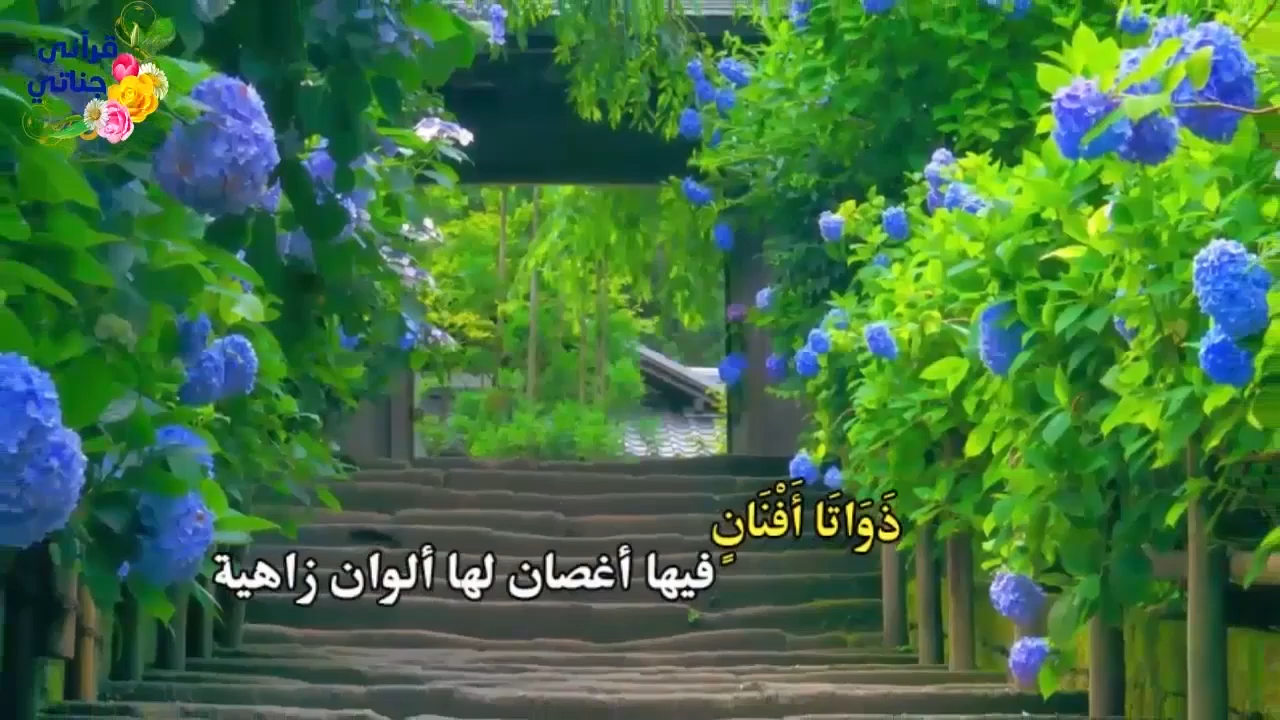 قرآني
جناتي
ذَوَاتَا أَفْنَانٍ
فيها أغصان لها ألوان زاهية